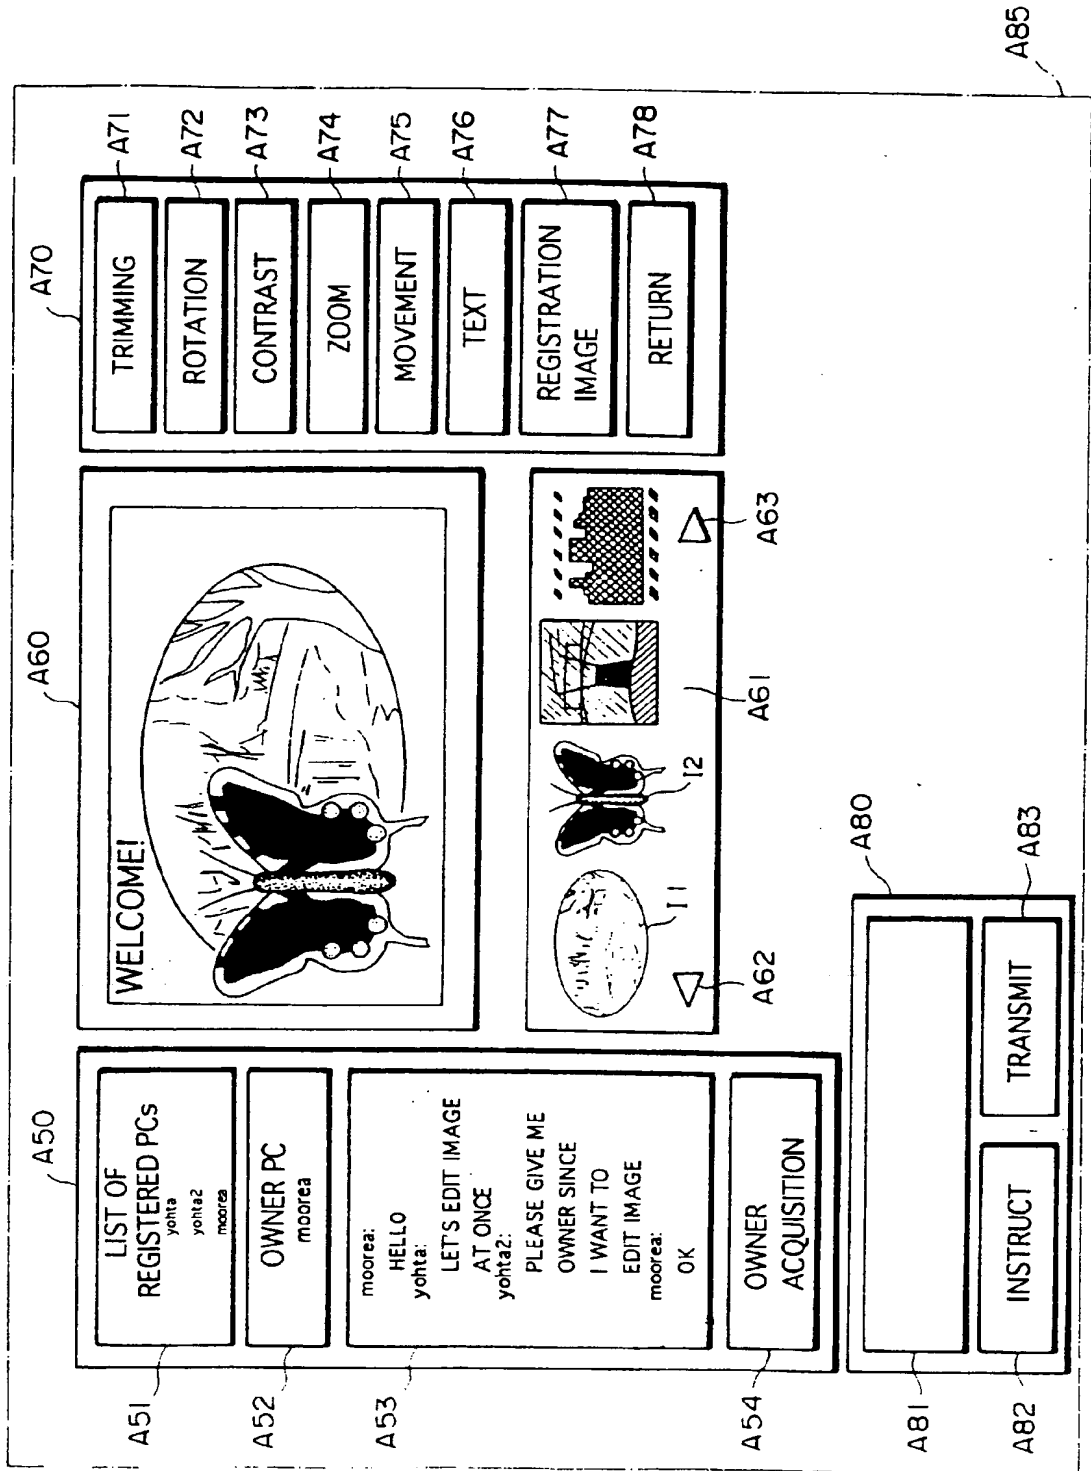 A50
A51
LIST OF
REGISTERED PCs
yohta
yohta2
moorea
A52
OWNER PC
moorea
A53
moorea:
HELLO
yohta:
LET'S EDIT IMAGE
AT ONCE
yohta2:
PLEASE GIVE ME
OWNER SINCE
I WANT TO
EDIT IMAGE
moorea:
OK
A54
OWNER
ACQUISITION
A60
WELCOME!
I1
I2
A61
A62
A63
A70
TRIMMING
A71
ROTATION
A72
CONTRAST
A73
ZOOM
A74
MOVEMENT
A75
TEXT
A76
REGISTRATION
IMAGE
A77
RETURN
A78
A80
A81
INSTRUCT
A82
TRANSMIT
A83
A85